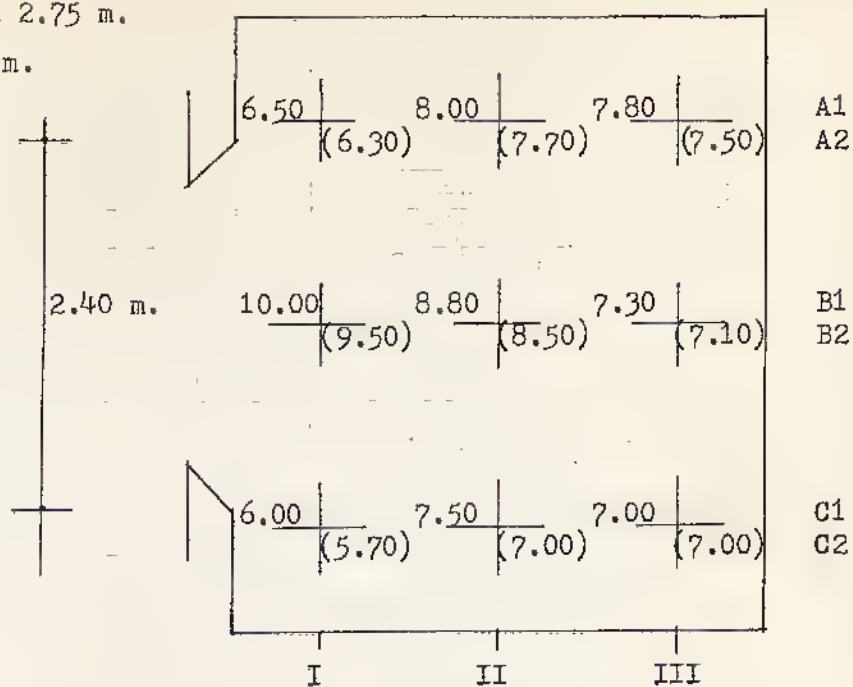 2.75 m.
m.
6.50 8.00 7.80 A1
(6.30) (7.70) (7.50) A2
2.40 m. 10.00 8.80 7.30 B1
(9.50) (8.50) (7.10) B2
6.00 7.50 7.00 C1
(5.70) (7.00) (7.00) C2
I II III